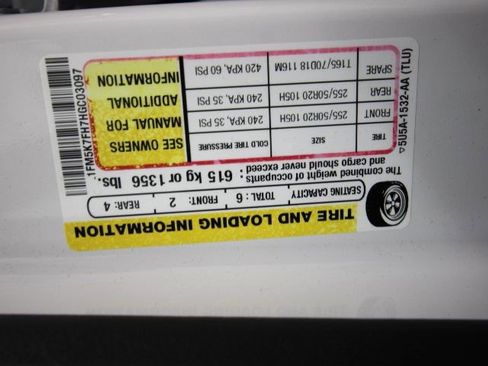 TIRE AND LOADING INFORMATION
SEATING CAPACITY TOTAL : 6 FRONT: 2 REAR: 4
The combined weight of occupants and cargo should never exceed. 615 kg or 1356 lbs.
TIRE SIZE COLD TIRE PRESSURE
FRONT 255/50R20 105H 240 KPA, 35 PSI
REAR 255/50R20 105H 240 KPA, 35 PSI
SPARE T165/70D18 116M 420 KPA, 60 PSI
SEE OWNERS
MANUAL FOR
ADDITIONAL
INFORMATION
5U5A-1532-AA (TLU)
1FM5K7FH7HGC03097